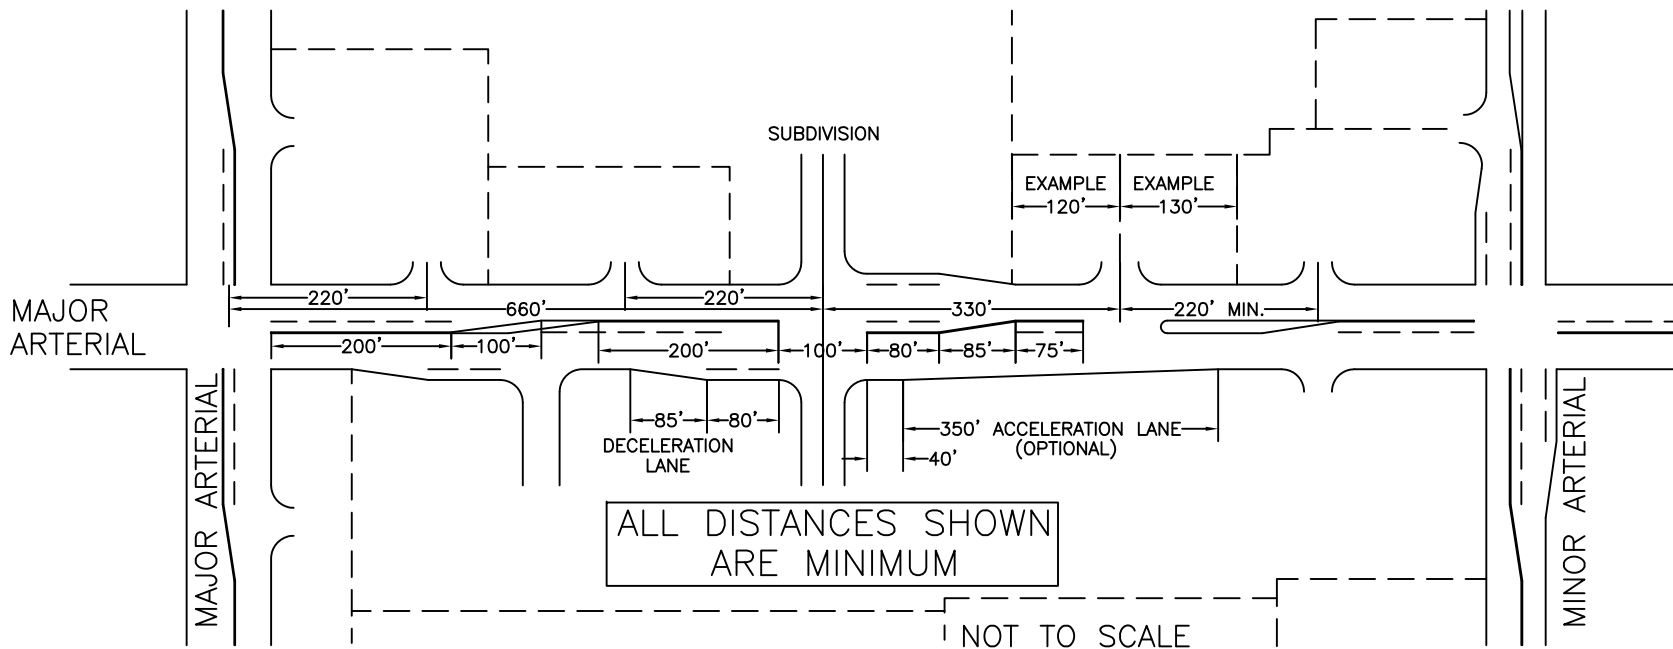 SUBDIVISION
EXAMPLE EXAMPLE
120' 130'
MAJOR
ARTERIAL
220' 220'
660' 330' 220' MIN.
200' 100' 200' 100' 80' 85' 75'
85' 80'
DECELERATION
LANE
350' ACCELERATION LANE
(OPTIONAL)
40'
MAJOR ARTERIAL
MINOR ARTERIAL
ALL DISTANCES SHOWN
ARE MINIMUM
NOT TO SCALE